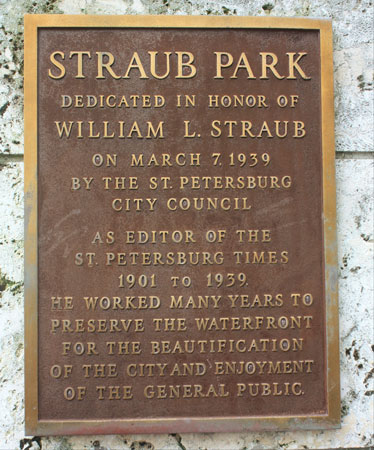 STRAUB PARK
DEDICATED IN HONOR OF
WILLIAM L. STRAUB
ON MARCH 7, 1939
BY THE ST. PETERSBURG
CITY COUNCIL
AS EDITOR OF THE
ST. PETERSBURG TIMES
1901 TO 1939.
HE WORKED MANY YEARS TO
PRESERVE THE WATERFRONT
FOR THE BEAUTIFICATION
OF THE CITY AND ENJOYMENT
OF THE GENERAL PUBLIC.